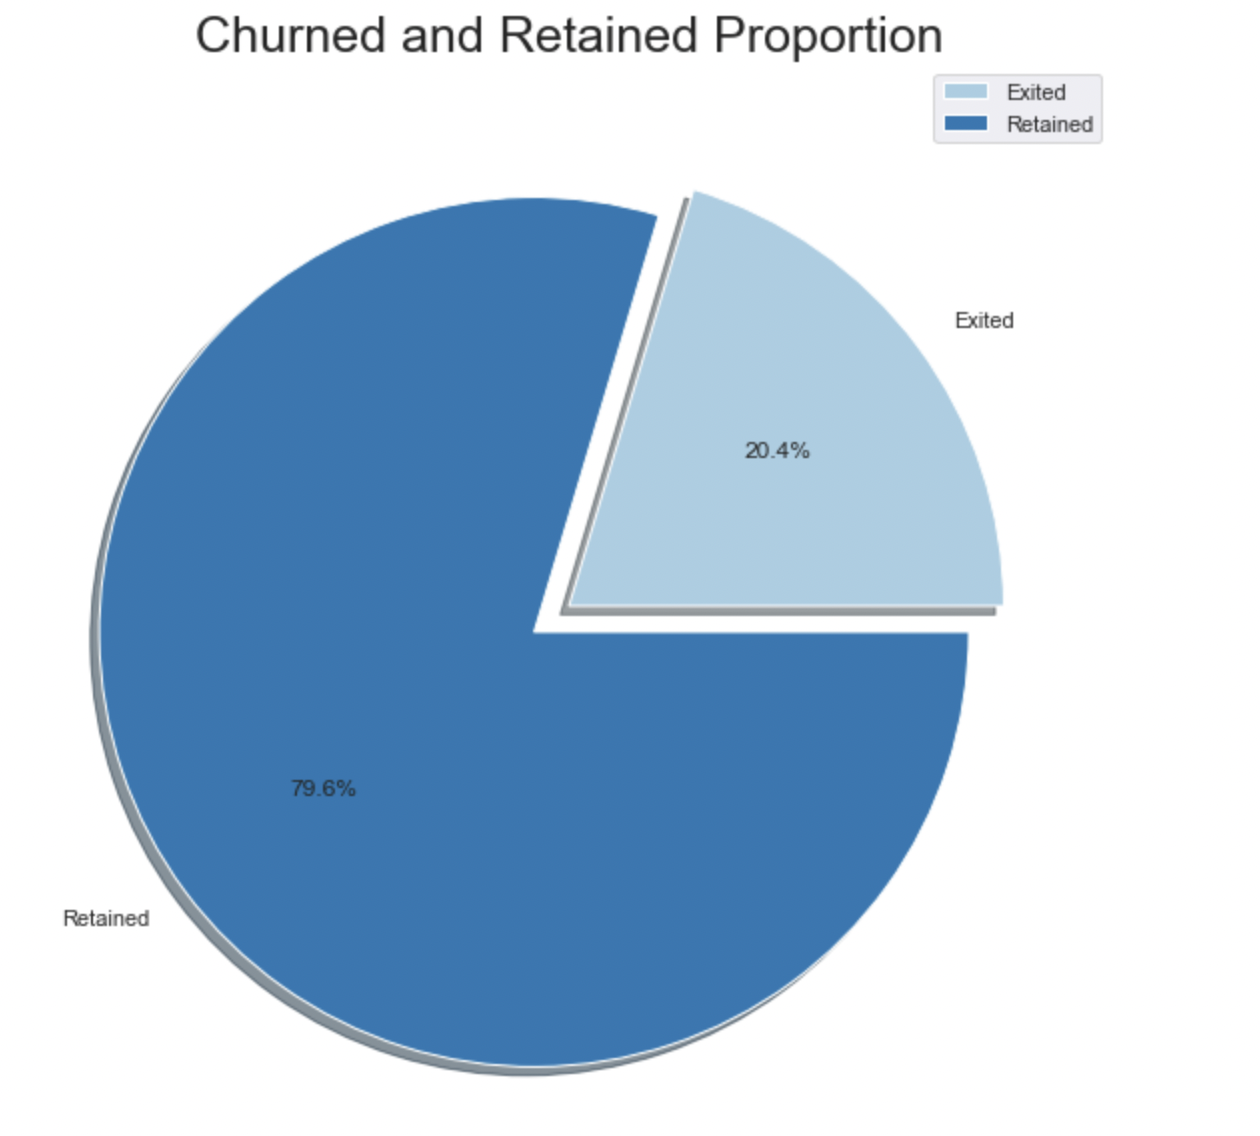 Churned and Retained Proportion
Exited
Retained
Exited
20.4%
79.6%
Retained